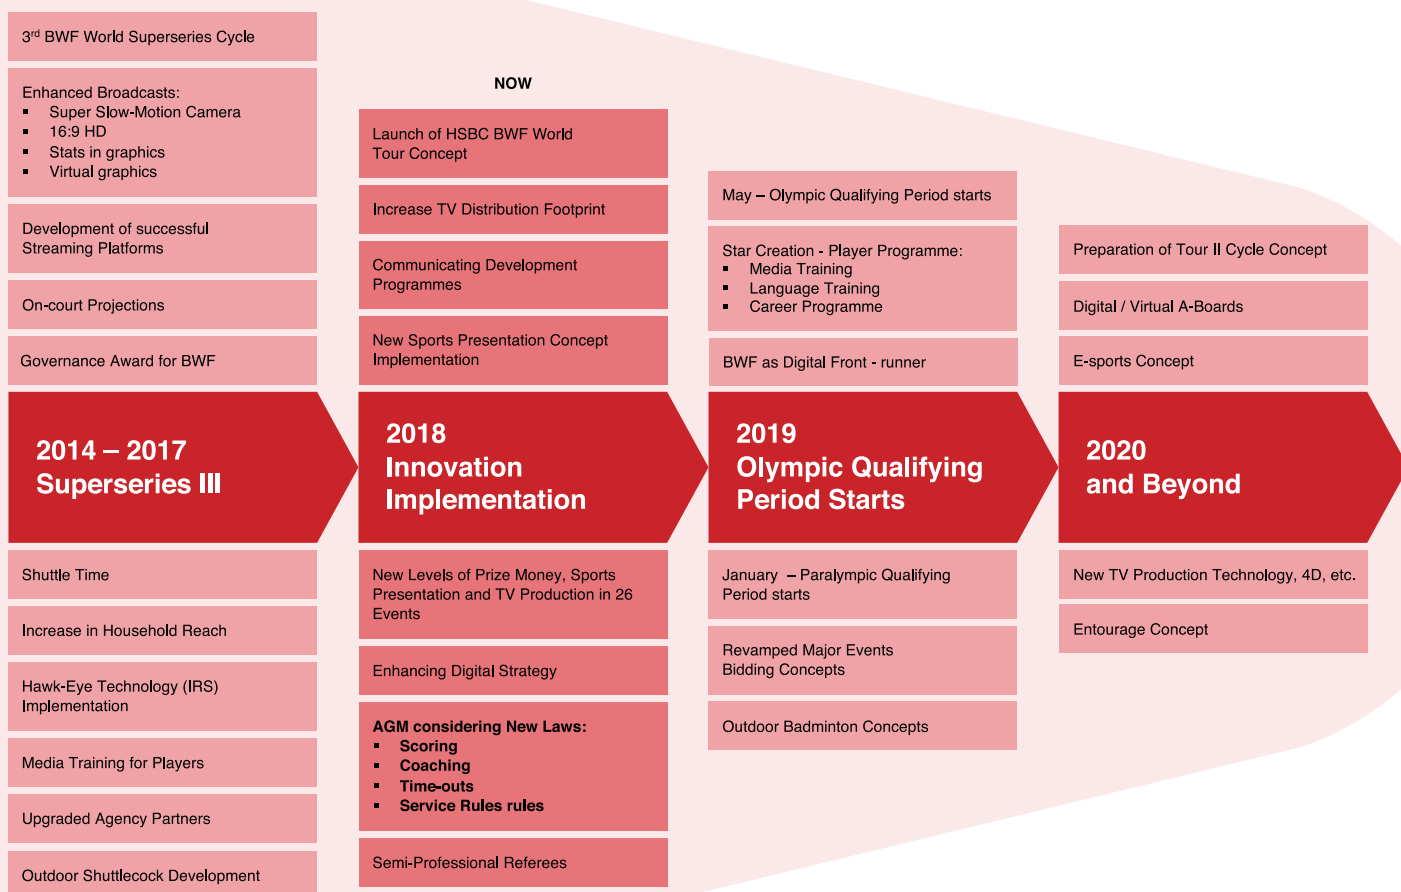 3rd BWF World Superseries Cycle
Enhanced Broadcasts:
▪ Super Slow-Motion Camera
▪ 16:9 HD
▪ Stats in graphics
▪ Virtual graphics
Development of successful
Streaming Platforms
On-court Projections
Governance Award for BWF
2014 – 2017
Superseries III
Shuttle Time
Increase in Household Reach
Hawk-Eye Technology (IRS)
Implementation
Media Training for Players
Upgraded Agency Partners
Outdoor Shuttlecock Development
NOW
Launch of HSBC BWF World
Tour Concept
Increase TV Distribution Footprint
Communicating Development
Programmes
New Sports Presentation Concept
Implementation
2018
Innovation
Implementation
New Levels of Prize Money, Sports
Presentation and TV Production in 26
Events
Enhancing Digital Strategy
AGM considering New Laws:
▪ Scoring
▪ Coaching
▪ Time-outs
▪ Service Rules rules
Semi-Professional Referees
May – Olympic Qualifying Period starts
Star Creation - Player Programme:
▪ Media Training
▪ Language Training
▪ Career Programme
BWF as Digital Front - runner
2019
Olympic Qualifying
Period Starts
January – Paralympic Qualifying
Period starts
Revamped Major Events
Bidding Concepts
Outdoor Badminton Concepts
Preparation of Tour II Cycle Concept
Digital / Virtual A-Boards
E-sports Concept
2020
and Beyond
New TV Production Technology, 4D, etc.
Entourage Concept